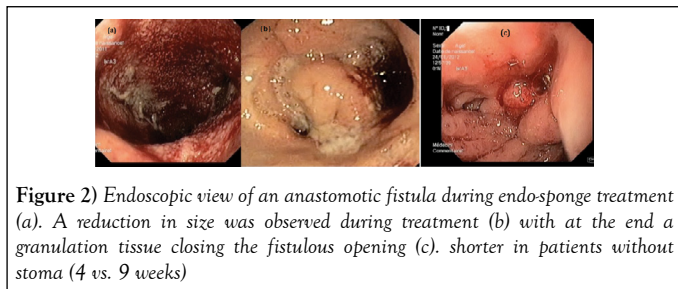 (a)
(b)
(c)
Figure 2) Endoscopic view of an anastomotic fistula during endo-sponge treatment
(a). A reduction in size was observed during treatment (b) with at the end a
granulation tissue closing the fistulous opening (c). shorter in patients without
stoma (4 vs. 9 weeks)